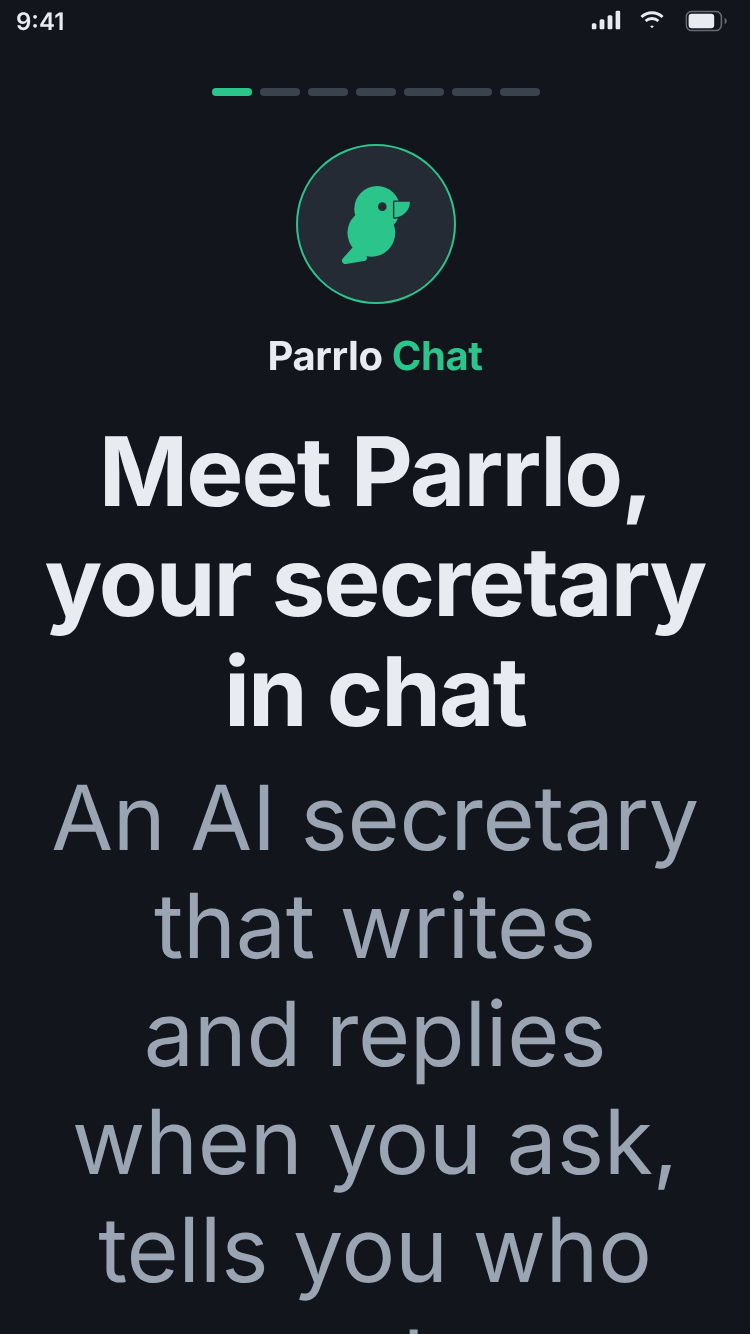 9:41
Parrlo Chat
Meet Parrlo,
your secretary
in chat
An AI secretary
that writes
and replies
when you ask,
tells you who